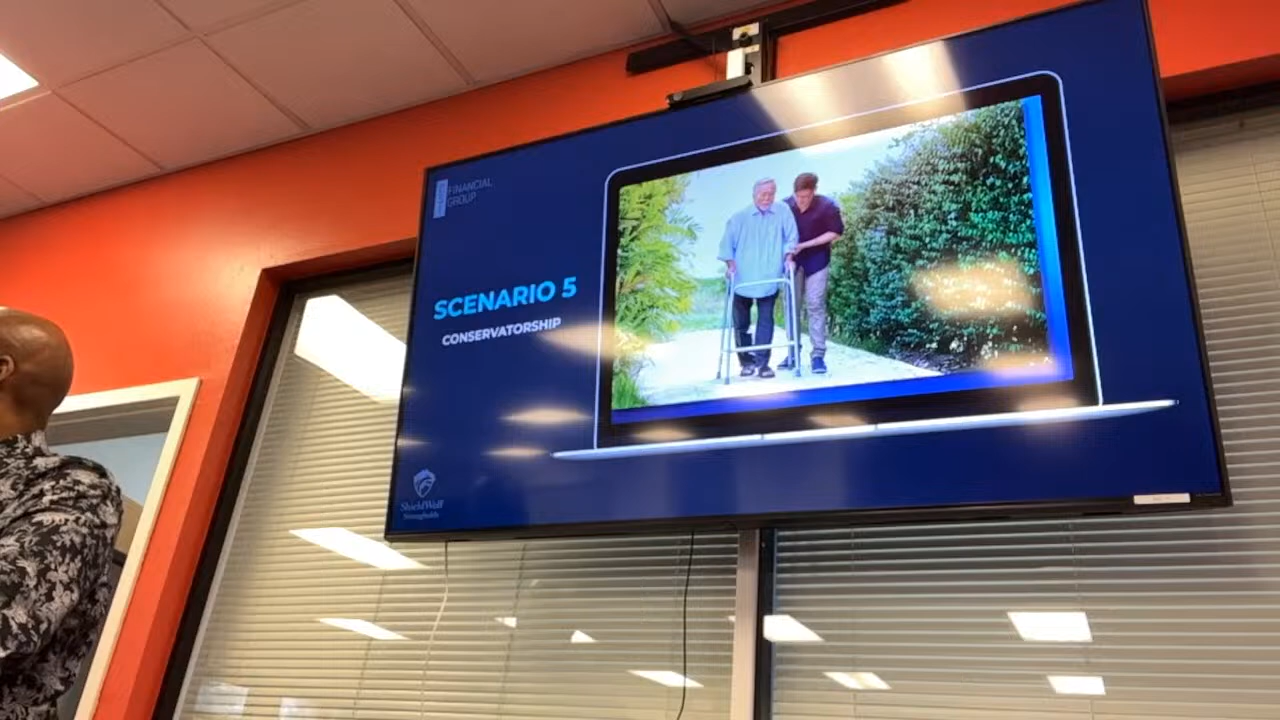 FINANCIAL
GROUP
SCENARIO 5
CONSERVATORSHIP
ShieldWall